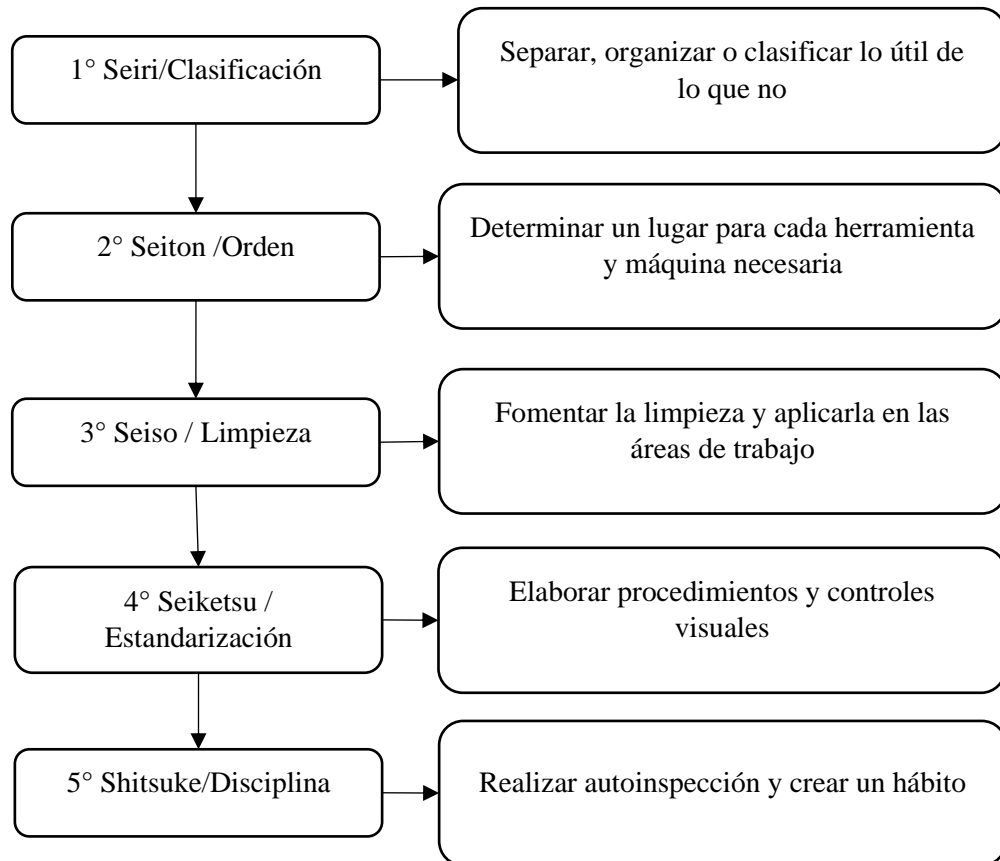 1° Seiri/Clasificación
Separar, organizar o clasificar lo útil de
lo que no
2° Seiton /Orden
Determinar un lugar para cada herramienta
y máquina necesaria
3° Seiso / Limpieza
Fomentar la limpieza y aplicarla en las
áreas de trabajo
4° Seiketsu /
Estandarización
Elaborar procedimientos y controles
visuales
5° Shitsuke/Disciplina
Realizar autoinspección y crear un hábito